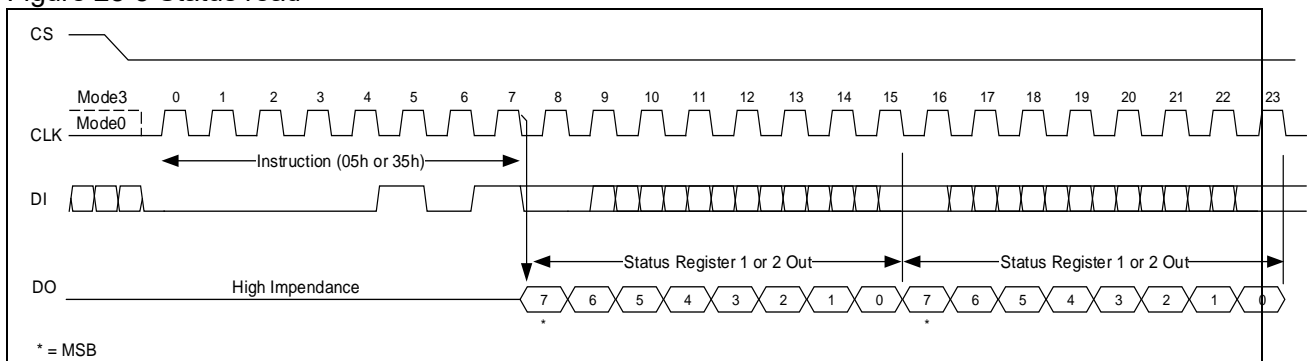 Figure 28-3 Status read
CS
Mode3 0 1 2 3 4 5 6 7 8 9 10 11 12 13 14 15 16 17 18 19 20 21 22 23
Mode0
CLK
Instruction (05h or 35h)
DI
Status Register 1 or 2 Out Status Register 1 or 2 Out
DO High Impendance 7 6 5 4 3 2 1 0 7 6 5 4 3 2 1 0
* *
* = MSB